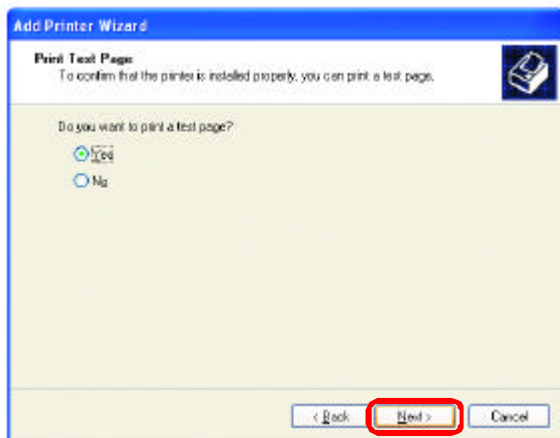 Add Printer Wizard
Print Test Page
To confirm that the printer is installed properly, you can print a test page.
Do you want to print a test page?
Yes
No
< Back
Next >
Cancel